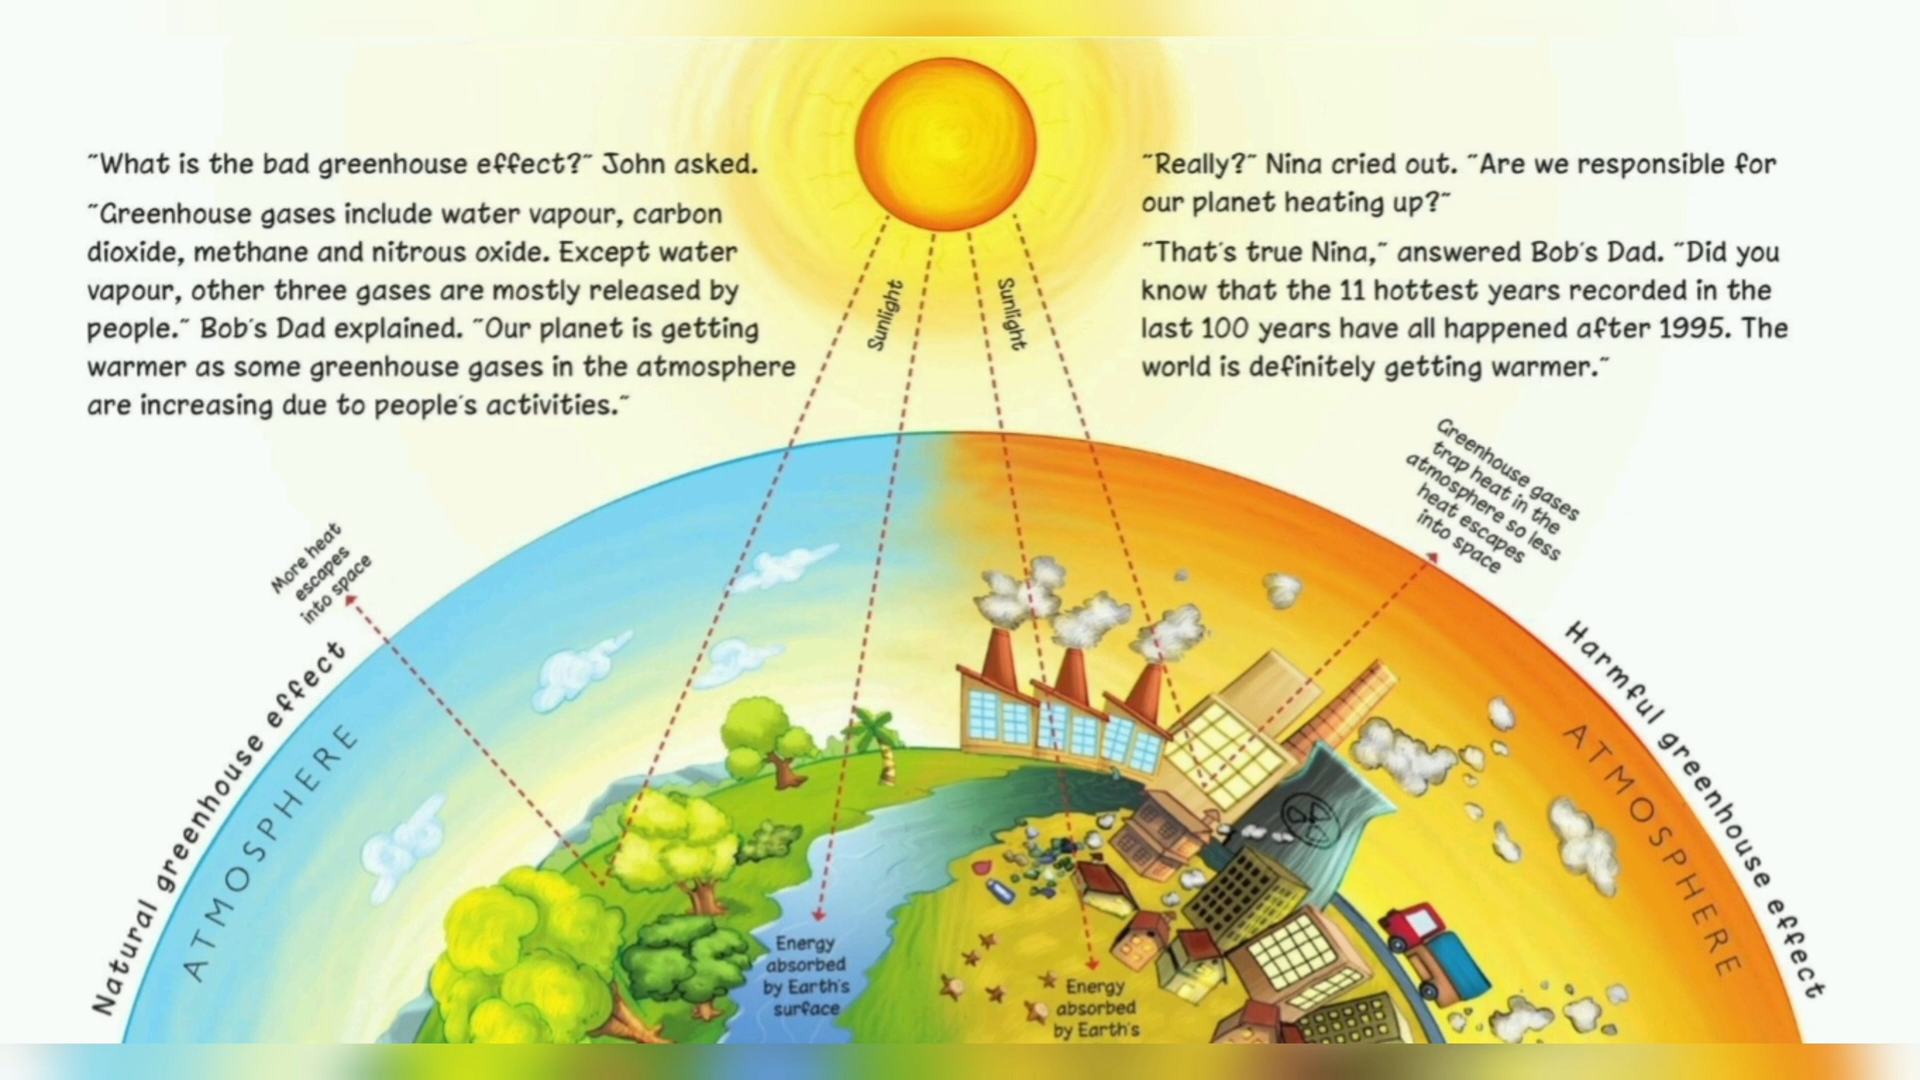 "What is the bad greenhouse effect?" John asked.
"Greenhouse gases include water vapour, carbon
dioxide, methane and nitrous oxide. Except water
vapour, other three gases are mostly released by
people." Bob's Dad explained. "Our planet is getting
warmer as some greenhouse gases in the atmosphere
are increasing due to people's activities."
"Really?" Nina cried out. "Are we responsible for
our planet heating up?"
"That's true Nina," answered Bob's Dad. "Did you
know that the 11 hottest years recorded in the
last 100 years have all happened after 1995. The
world is definitely getting warmer."
Sunlight
Sunlight
More heat
escapes
into space
Greenhouse gases
trap heat in the
atmosphere so less
heat escapes
into space
Natural greenhouse effect
ATMOSPHERE
Harmful greenhouse effect
ATMOSPHERE
Energy
absorbed
by Earth's
surface
Energy
absorbed
by Earth's